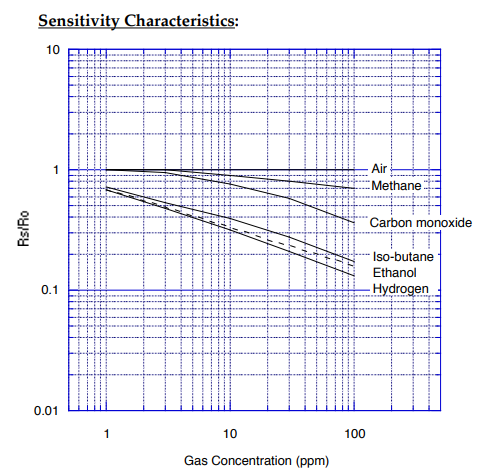 Sensitivity Characteristics:
10
1
0.1
0.01
Rs/Ro
Air
Methane
Carbon monoxide
Iso-butane
Ethanol
Hydrogen
1 10 100
Gas Concentration (ppm)